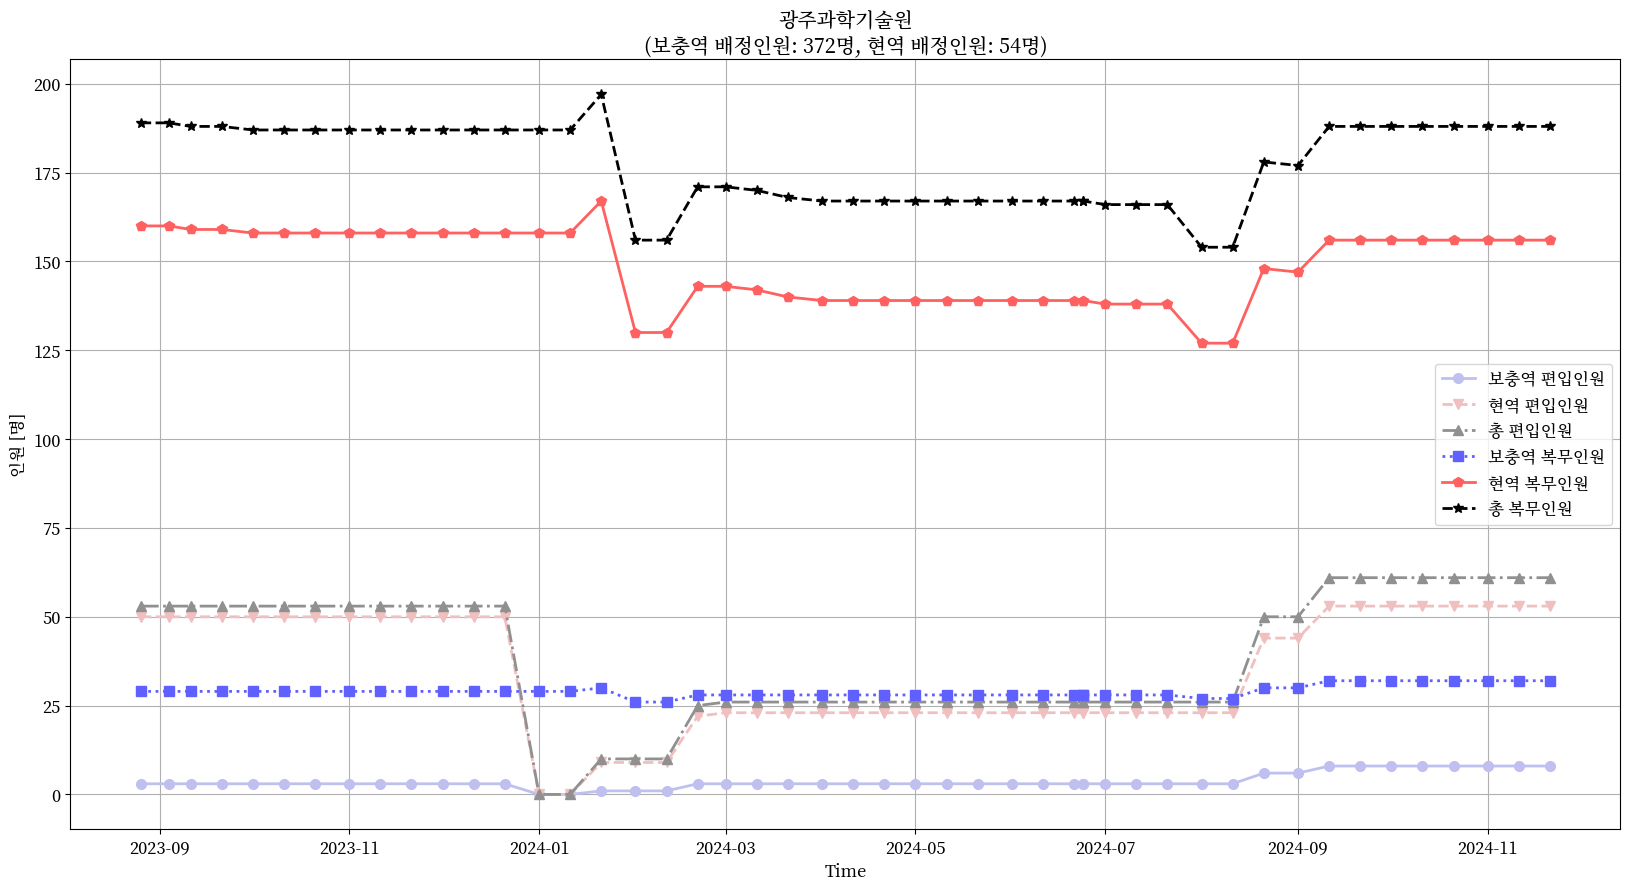 광주과학기술원
(보충역 배정인원: 372명, 현역 배정인원: 54명)
200
175
150
125
100
75
50
25
0
인원 [명]
보충역 편입인원
현역 편입인원
총 편입인원
보충역 복무인원
현역 복무인원
총 복무인원
2023-09
2023-11
2024-01
2024-03
2024-05
2024-07
2024-09
2024-11
Time